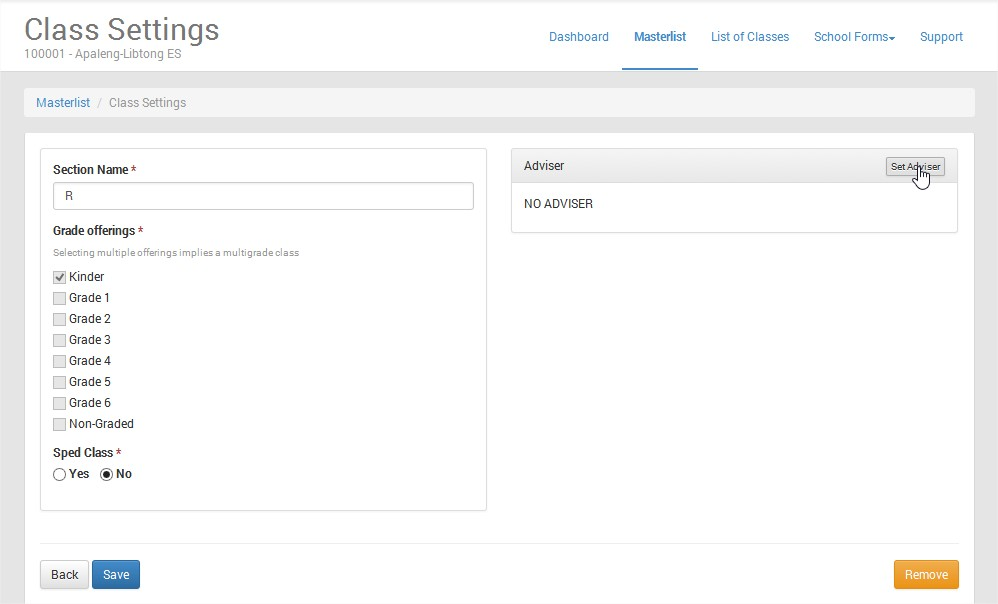 Class Settings
100001 - Apaleng-Libtong ES
Dashboard
Masterlist
List of Classes
School Forms
Support
Masterlist / Class Settings
Section Name *
R
Grade offerings *
Selecting multiple offerings implies a multigrade class
Kinder
Grade 1
Grade 2
Grade 3
Grade 4
Grade 5
Grade 6
Non-Graded
Sped Class *
Yes No
Adviser
Set Adviser
NO ADVISER
Back
Save
Remove